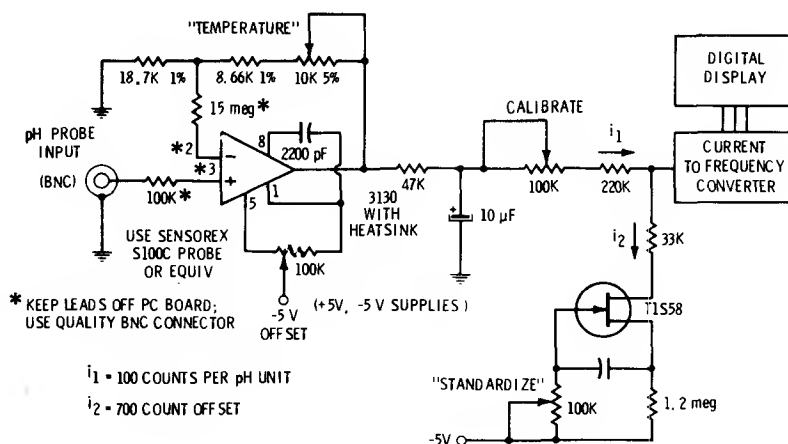 "TEMPERATURE"
18.7K 1%
8.66K 1%
10K 5%
15 meg*
pH PROBE
INPUT
(BNC)
*2
*3
8
2200 pF
1
5
100K*
3130
WITH
HEATSINK
47K
10 µF
CALIBRATE
100K
i1
220K
DIGITAL
DISPLAY
CURRENT
TO FREQUENCY
CONVERTER
i2
33K
T1S58
USE SENSOREX
S100C PROBE
OR EQUIV
100K
-5 V
OFFSET
(+5V, -5V SUPPLIES)
* KEEP LEADS OFF PC BOARD;
USE QUALITY BNC CONNECTOR
i1 = 100 COUNTS PER pH UNIT
i2 = 700 COUNT OFFSET
"STANDARDIZE"
100K
1.2 meg
-5V